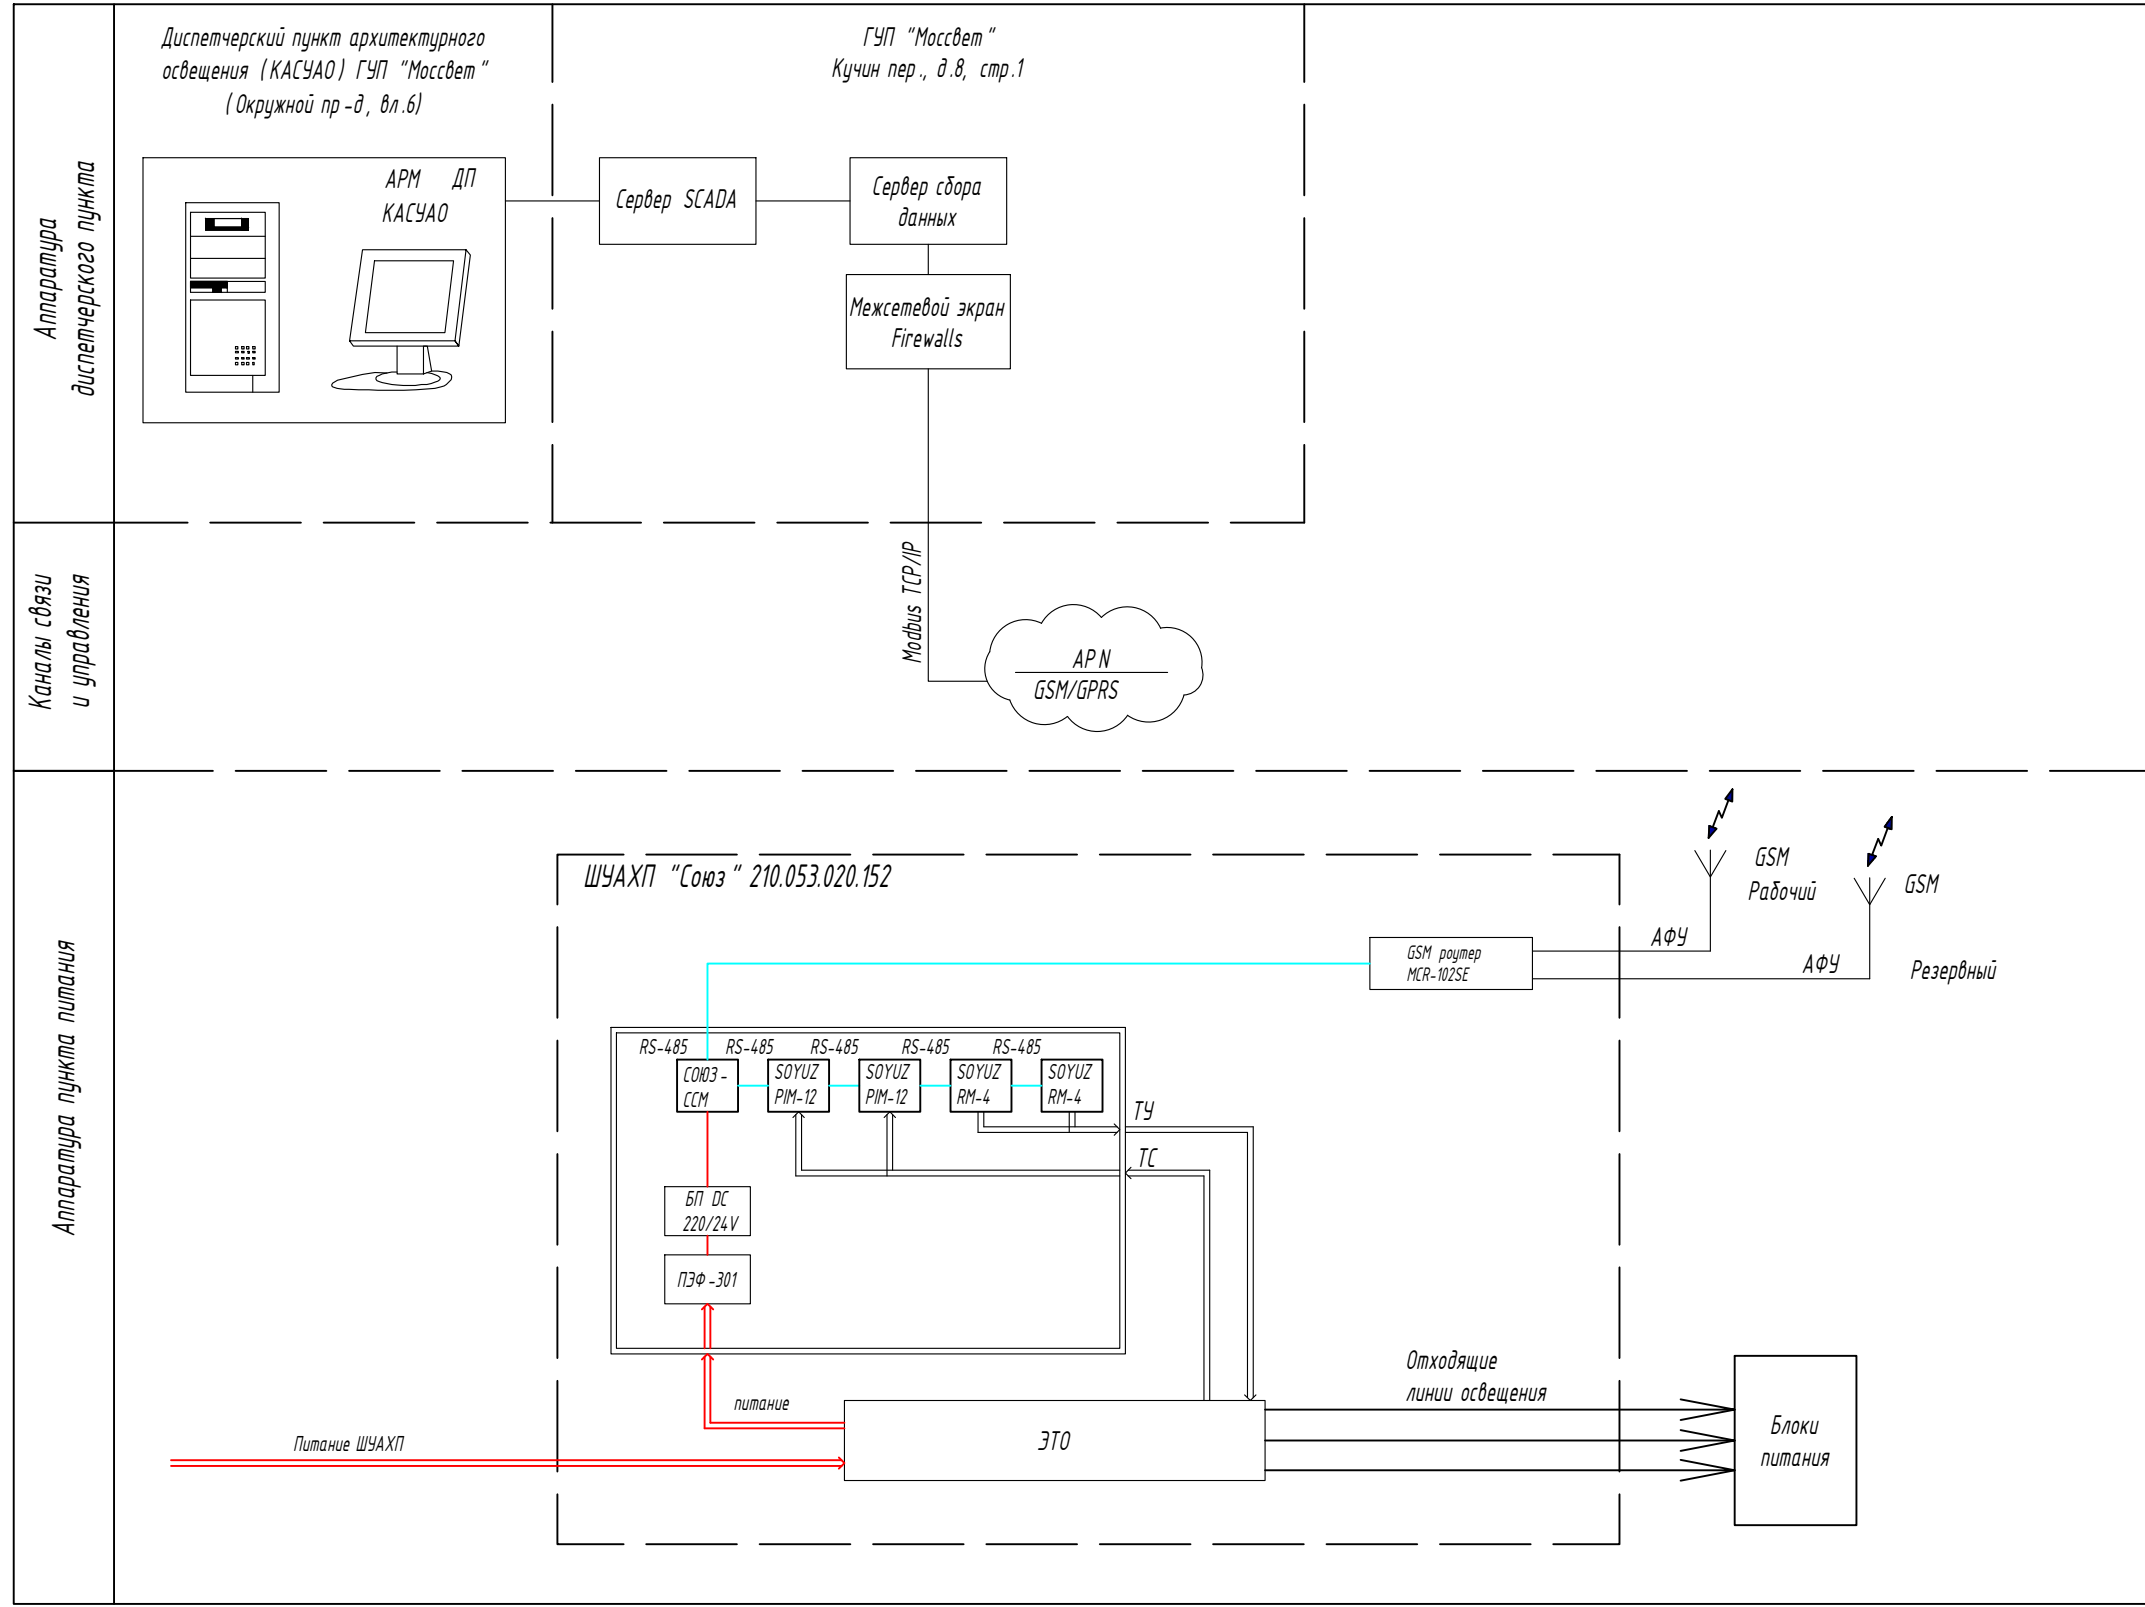 Аппаратура
диспетчерского пункта
Диспетчерский пункт архитектурного
освещения (КАСУАО) ГУП "Моссвет"
(Окружной пр-д, вл.6)
ГУП "Моссвет"
Кучин пер., д.8, стр.1
АРМ ДП
КАСУАО
Сервер SCADA
Сервер сбора
данных
Межсетевой экран
Firewalls
Каналы связи
и управления
Modbus TCP/IP
APN
GSM/GPRS
Аппаратура пункта питания
ШУАХП "Союз" 210.053.020.152
GSM
Рабочий
GSM
Резервный
АФУ
АФУ
GSM роутер
MCR-102SE
RS-485 RS-485 RS-485 RS-485 RS-485
СОЮЗ-
ССМ
SOYUZ
PIM-12
SOYUZ
PIM-12
SOYUZ
RM-4
SOYUZ
RM-4
ТУ
ТС
БП DC
220/24V
ПЭФ-301
питание
Питание ШУАХП
ЭТО
Отходящие
линии освещения
Блоки
питания